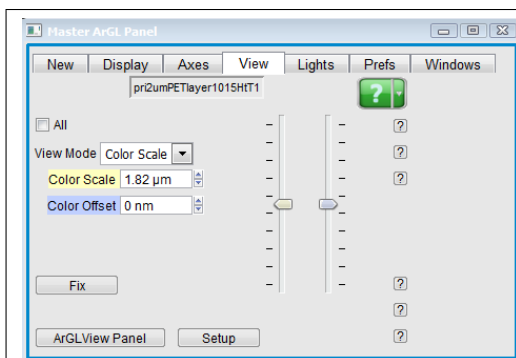 Master ArGL Panel
New Display Axes View Lights Prefs Windows
pri2umPETlayer1015HtT1
?
All ?
View Mode Color Scale ?
Color Scale 1.82 µm ?
Color Offset 0 nm
Fix ?
?
ArGLView Panel Setup ?